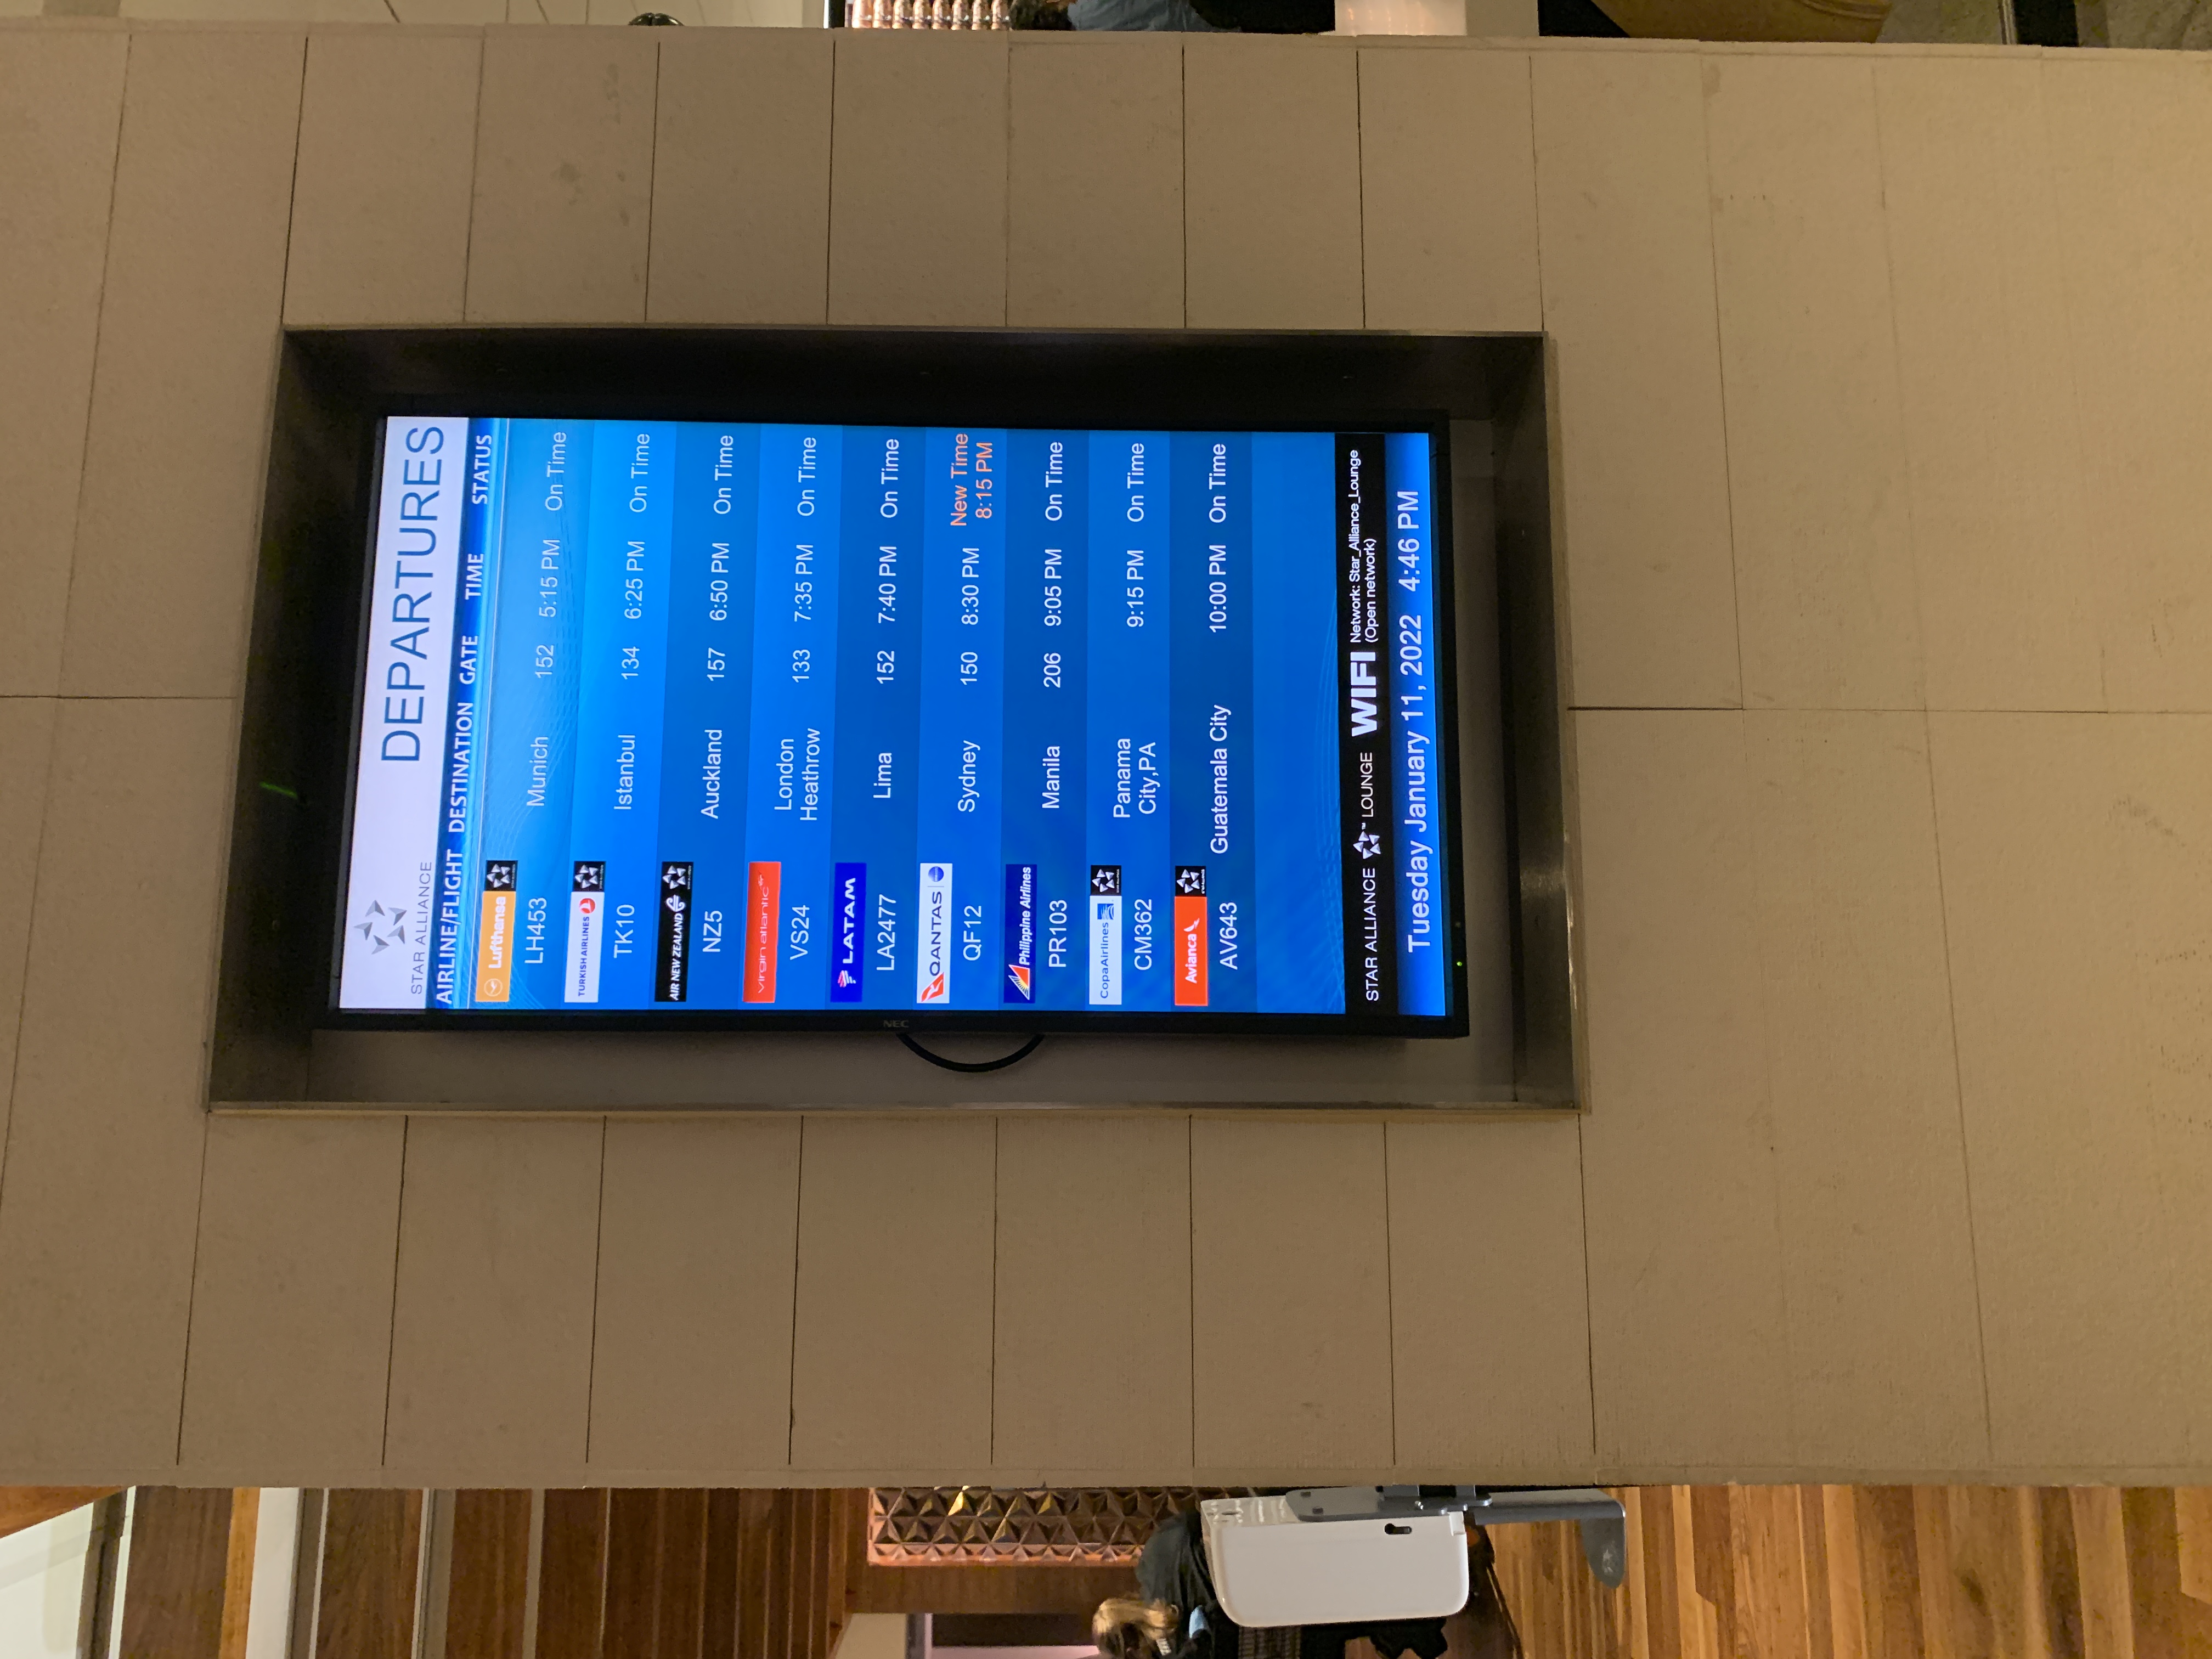 STAR ALLIANCE
DEPARTURES
AIRLINE/FLIGHT DESTINATION GATE TIME STATUS
Lufthansa
LH453 Munich 152 5:15 PM On Time
TURKISH AIRLINES
TK10 Istanbul 134 6:25 PM On Time
AIR NEW ZEALAND
NZ5 Auckland 157 6:50 PM On Time
virgin atlantic
VS24 London Heathrow 133 7:35 PM On Time
LATAM
LA2477 Lima 152 7:40 PM On Time
QANTAS
QF12 Sydney 150 8:30 PM New Time 8:15 PM
Philippine Airlines
PR103 Manila 206 9:05 PM On Time
CopaAirlines
CM362 Panama City,PA 9:15 PM On Time
Avianca
AV643 Guatemala City 10:00 PM On Time
STAR ALLIANCE ™ LOUNGE WIFI Network: Star_Alliance_Lounge
(Open network)
Tuesday January 11, 2022 4:46 PM
NEC